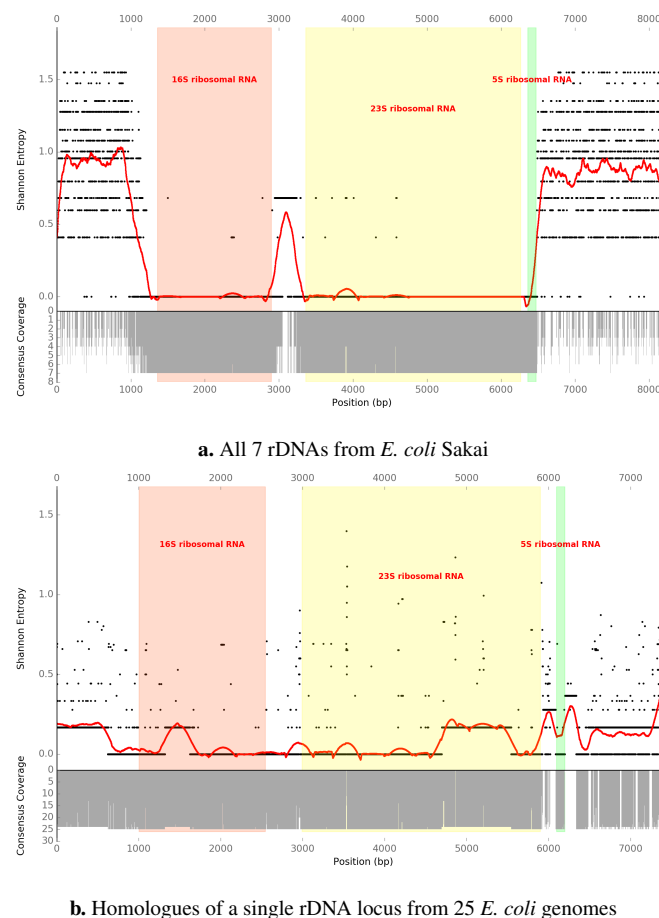 0 1000 2000 3000 4000 5000 6000 7000 8000
1.5
1.0
0.5
0.0
Shannon Entropy
16S ribosomal RNA
23S ribosomal RNA
5S ribosomal RNA
0
1
2
3
4
5
6
7
8
Consensus Coverage
0 1000 2000 3000 4000 5000 6000 7000 8000
Position (bp)
a. All 7 rDNAs from E. coli Sakai
0 1000 2000 3000 4000 5000 6000 7000
1.5
1.0
0.5
0.0
Shannon Entropy
16S ribosomal RNA
23S ribosomal RNA
5S ribosomal RNA
0
5
10
15
20
25
30
Consensus Coverage
0 1000 2000 3000 4000 5000 6000 7000
Position (bp)
b. Homologues of a single rDNA locus from 25 E. coli genomes